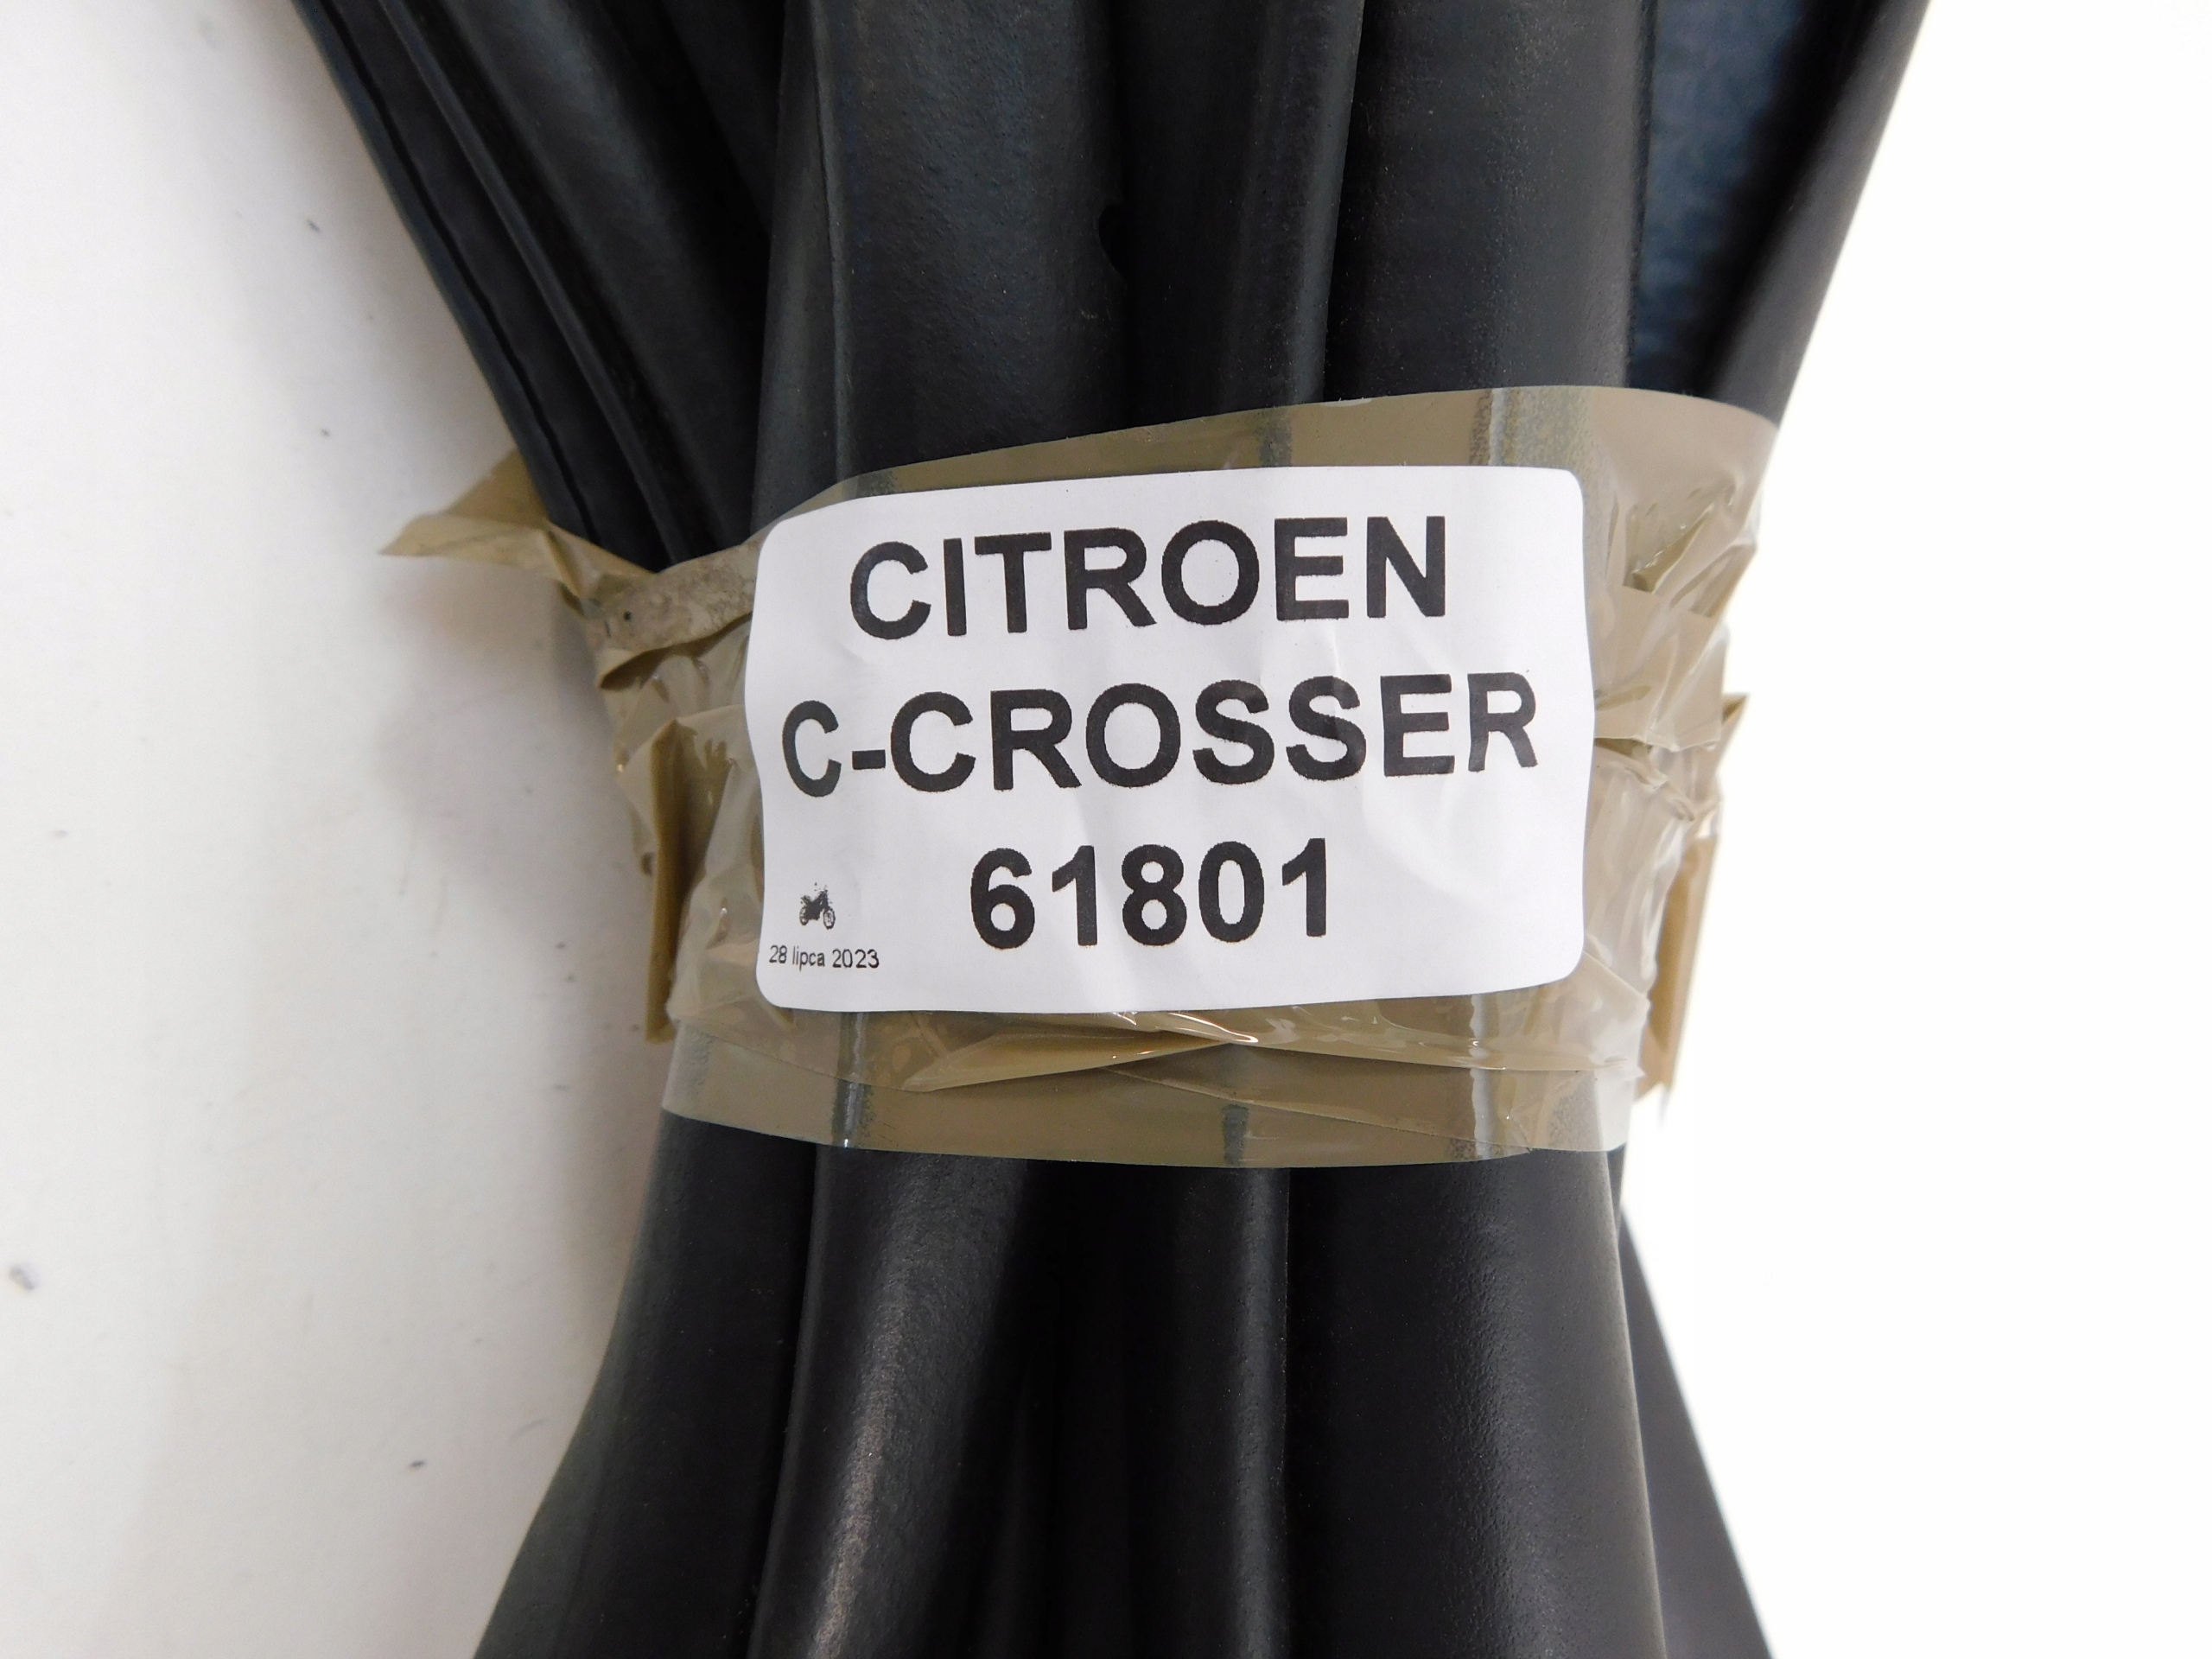 CITROEN
C-CROSSER
61801
28 lipca 2023